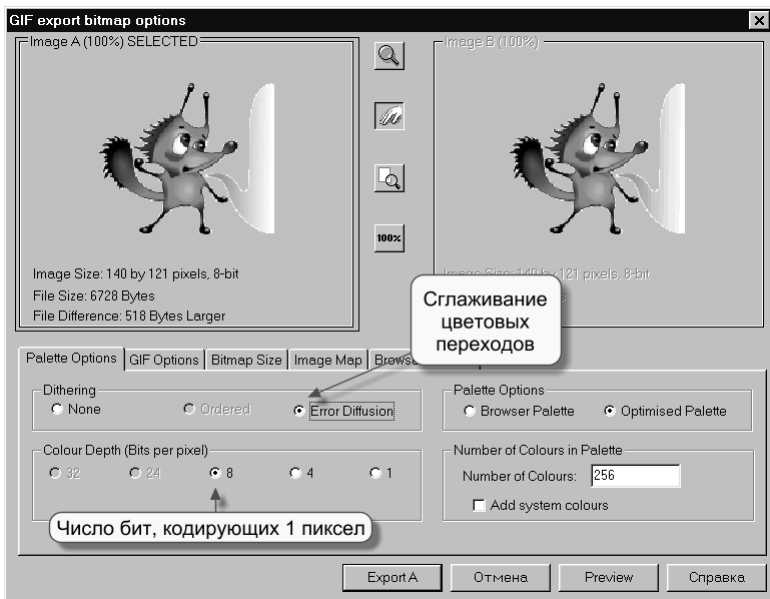 GIF export bitmap options
Image A (100%) SELECTED
Image B (100%)
100%
Image Size: 140 by 121 pixels, 8-bit
File Size: 6728 Bytes
File Difference: 518 Bytes Larger
121 pixels, 8-bit
Сглаживание
цветовых
переходов
Palette Options GIF Options Bitmap Size Image Map
Dithering
None Ordered Error Diffusion
Palette Options
Browser Palette Optimised Palette
Colour Depth (Bits per pixel)
32 24 8 4 1
Number of Colours in Palette
Number of Colours: 256
Add system colours
Число бит, кодирующих 1 пиксел
Export A Отмена Preview Справка